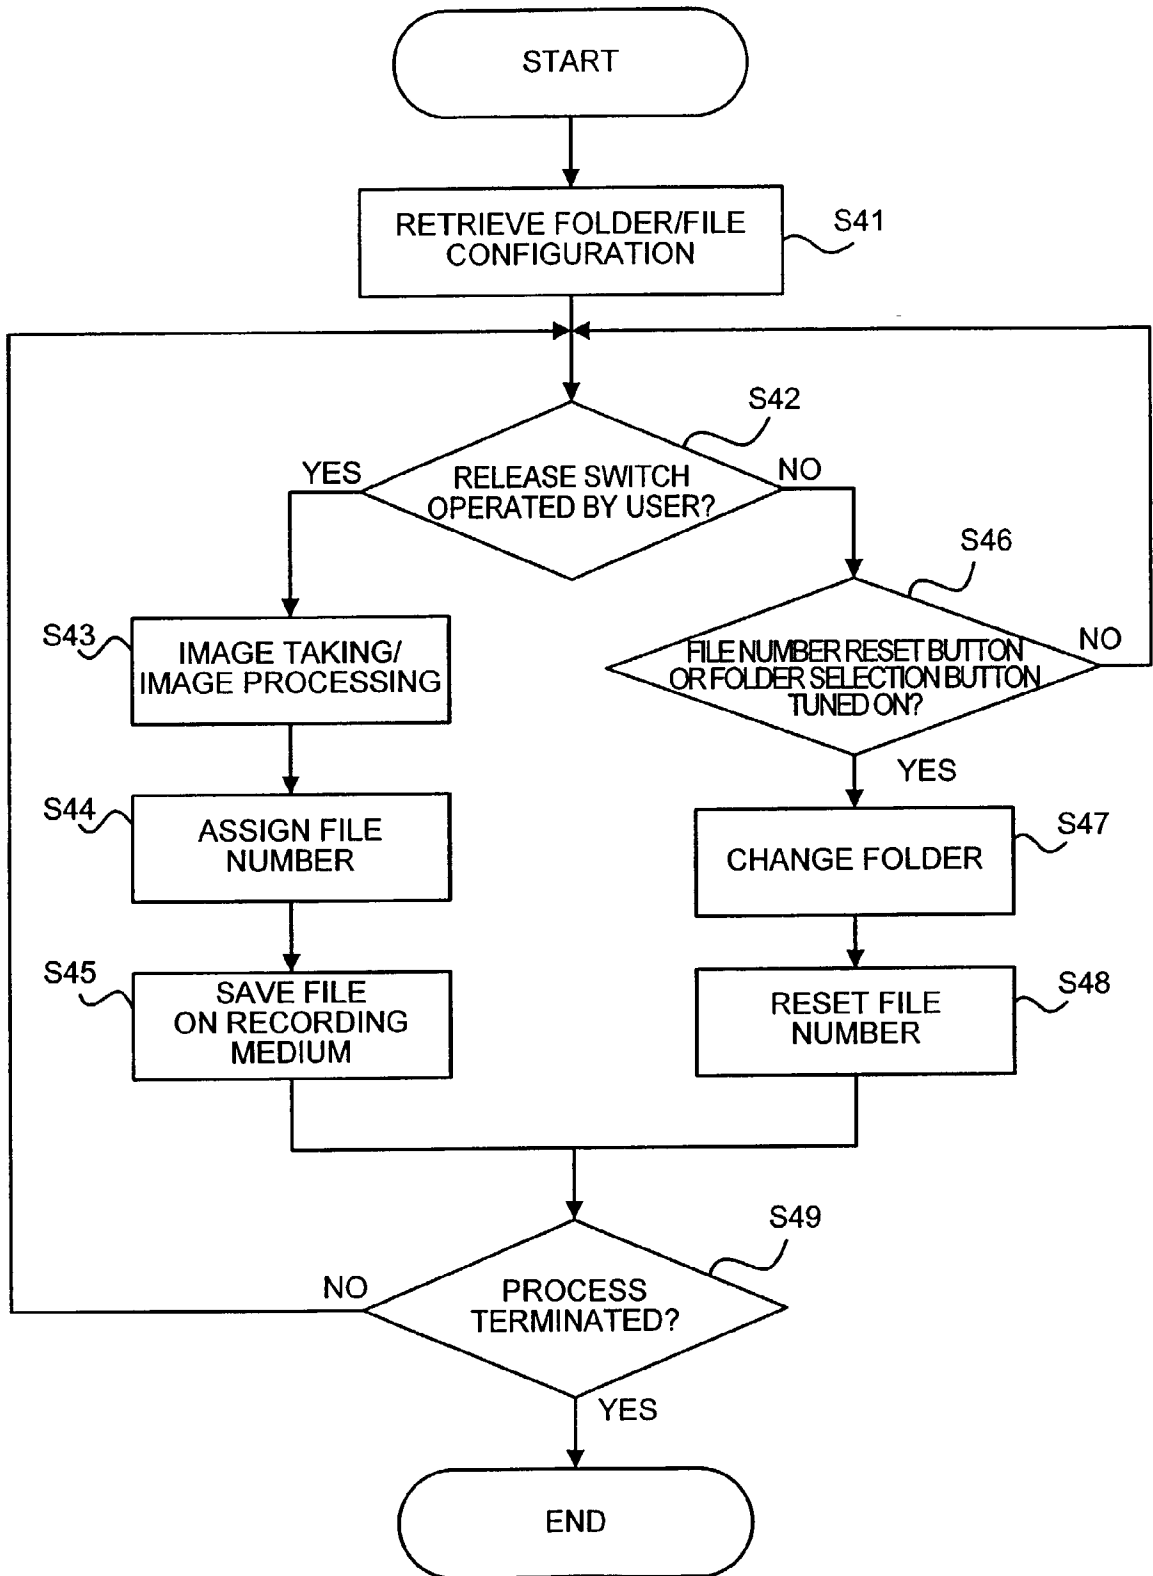 START
RETRIEVE FOLDER/FILE
CONFIGURATION
S41
S42
YES
RELEASE SWITCH
OPERATED BY USER?
NO
S46
S43
IMAGE TAKING/
IMAGE PROCESSING
FILE NUMBER RESET BUTTON
OR FOLDER SELECTION BUTTON
TUNED ON?
NO
YES
S44
ASSIGN FILE
NUMBER
CHANGE FOLDER
S47
S45
SAVE FILE
ON RECORDING
MEDIUM
RESET FILE
NUMBER
S48
S49
NO
PROCESS
TERMINATED?
YES
END